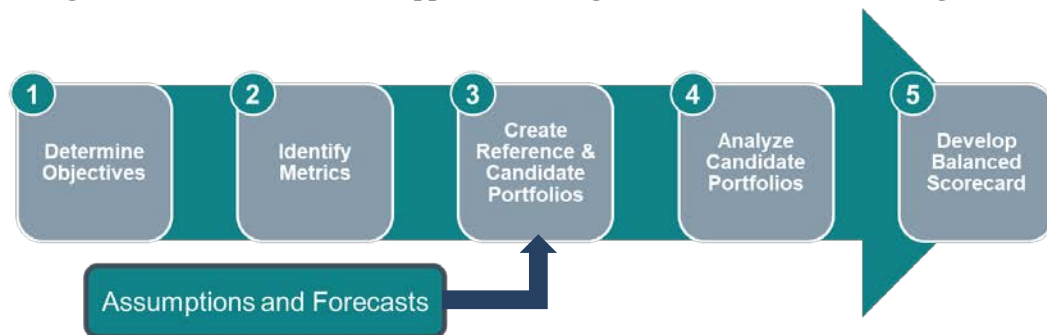 1
Determine
Objectives
2
Identify
Metrics
3
Create
Reference &
Candidate
Portfolios
4
Analyze
Candidate
Portfolios
5
Develop
Balanced
Scorecard
Assumptions and Forecasts